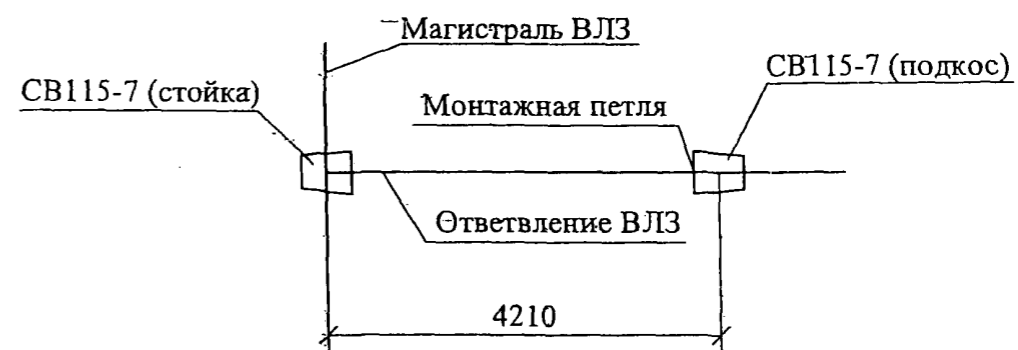 Магистраль ВЛЗ
СВ115-7 (стойка)
СВ115-7 (подкос)
Монтажная петля
Ответвление ВЛЗ
4210